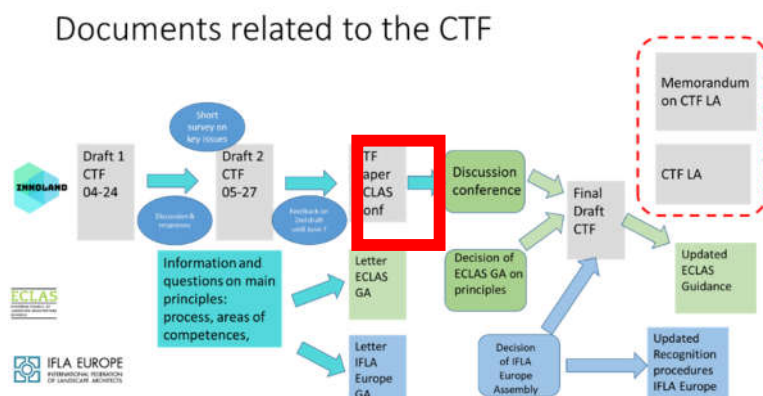 Documents related to the CTF
Short
survey on
key issues
Memorandum
on CTF LA
CTF LA
INNOLAND
Draft 1
CTF
04-24
Discussion &
responses
Draft 2
CTF
05-27
Feedback on
2nd draft
until June 7
TF
aper
CLAS
onf
Discussion
conference
Final
Draft
CTF
Information and
questions on main
principles:
process, areas of
competences,
Letter
ECLAS
GA
Decision of
ECLAS GA on
principles
Updated
ECLAS
Guidance
ECLAS
IFLA EUROPE
INTERNATIONAL FEDERATION
OF LANDSCAPE ARCHITECTS
Letter
IFLA
Europe
GA
Decision of IFLA
Europe
Assembly
Updated
Recognition
procedures
IFLA Europe